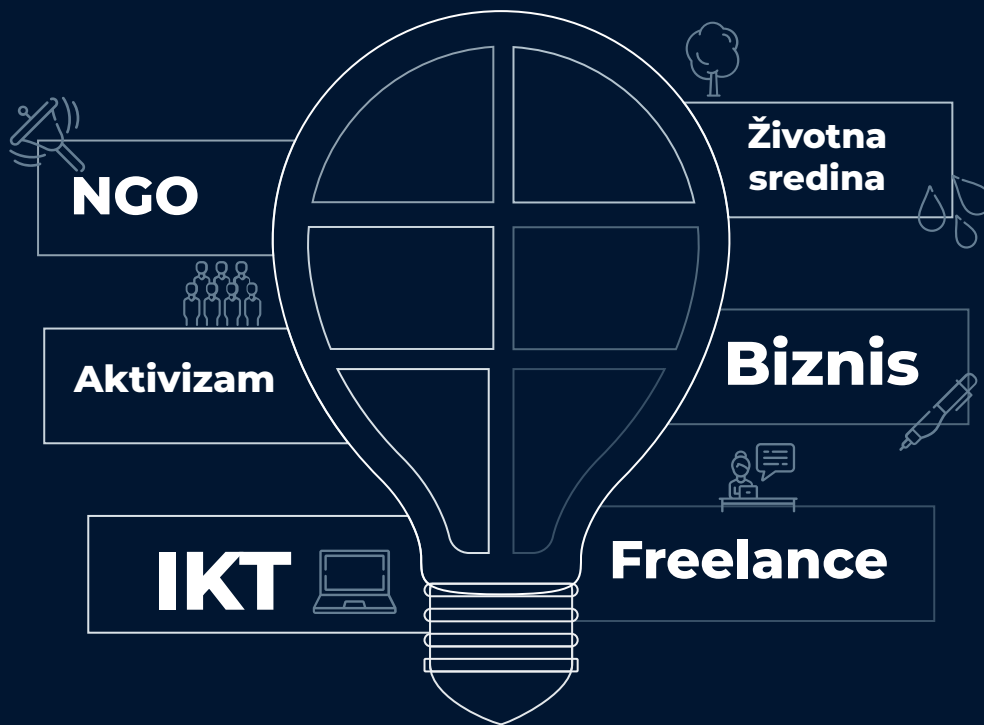 NGO
Životna
sredina
Aktivizam
Biznis
IKT
Freelance